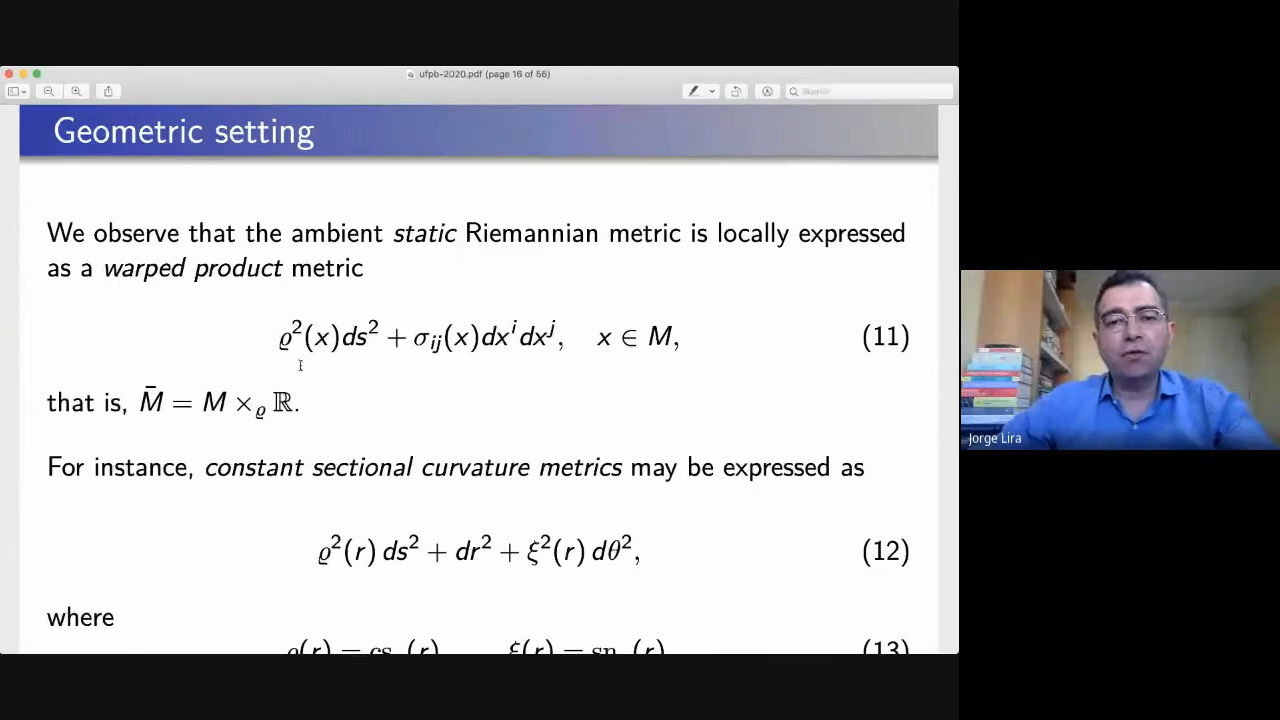 ufpb-2020.pdf (page 16 of 56)
Search
Geometric setting
We observe that the ambient static Riemannian metric is locally expressed
as a warped product metric
ϱ²(x)ds² + σᵢⱼ(x)dxⁱdxʲ, x ∈ M, (11)
that is, M̄ = M ×_ϱ ℝ.
For instance, constant sectional curvature metrics may be expressed as
ϱ²(r) ds² + dr² + ξ²(r) dθ², (12)
where
Jorge Lira